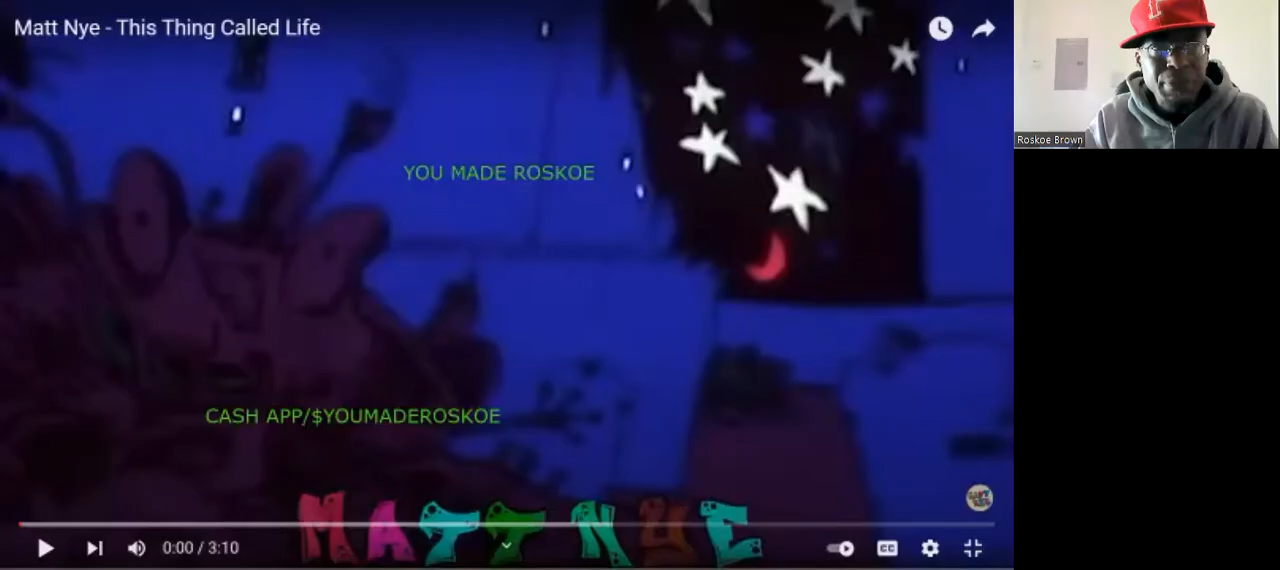 Matt Nye - This Thing Called Life
Roskoe Brown
YOU MADE ROSKOE
CASH APP/$YOUMADEROSKOE
MATT NYE
0:00 / 3:10
CC